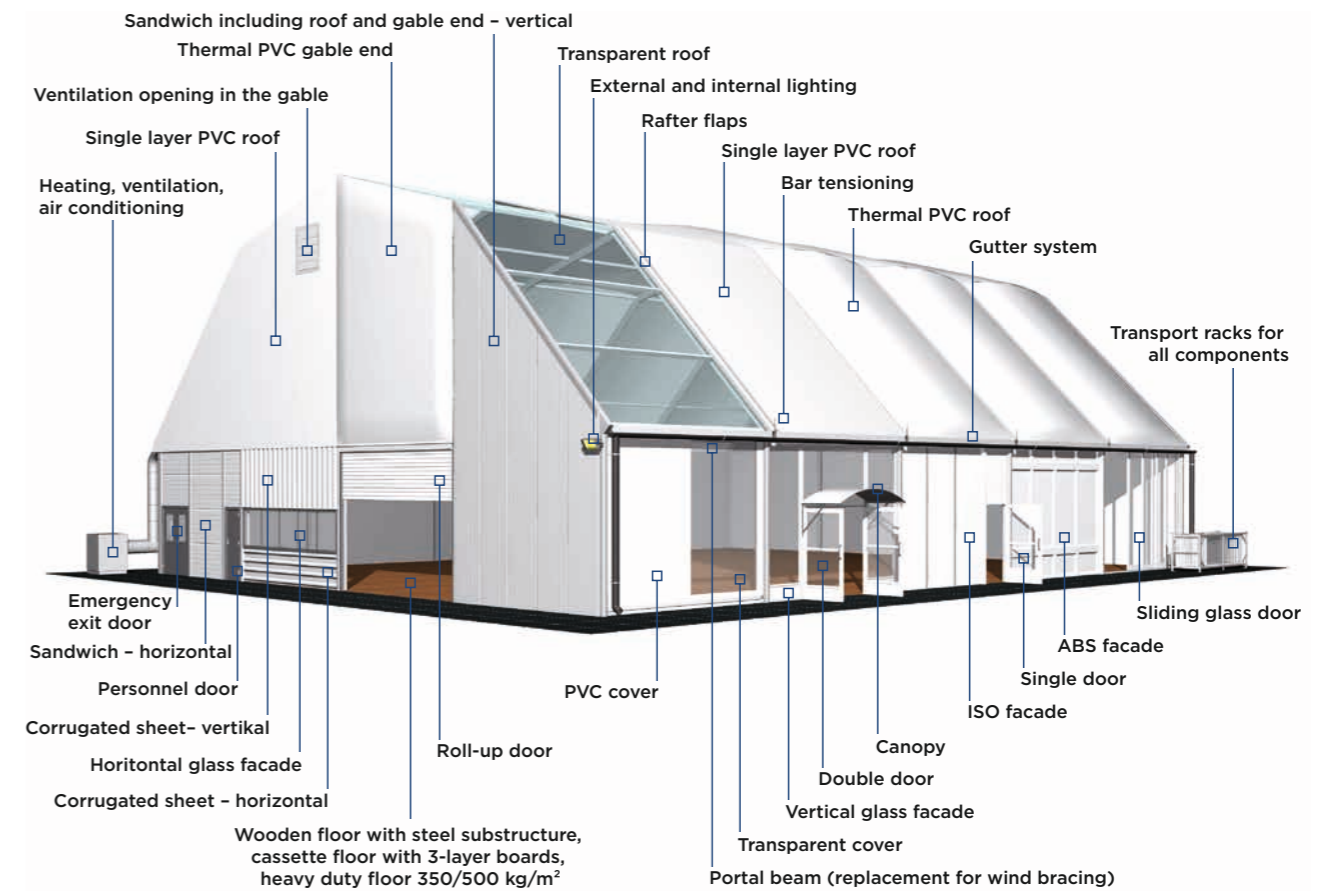 Sandwich including roof and gable end – vertical
Thermal PVC gable end
Transparent roof
External and internal lighting
Ventilation opening in the gable
Rafter flaps
Single layer PVC roof
Single layer PVC roof
Heating, ventilation,
air conditioning
Bar tensioning
Thermal PVC roof
Gutter system
Transport racks for
all components
Emergency
exit door
Sliding glass door
Sandwich – horizontal
ABS facade
Personnel door
Single door
PVC cover
ISO facade
Corrugated sheet– vertikal
Roll-up door
Canopy
Horitontal glass facade
Double door
Corrugated sheet – horizontal
Vertical glass facade
Wooden floor with steel substructure,
cassette floor with 3-layer boards,
heavy duty floor 350/500 kg/m²
Transparent cover
Portal beam (replacement for wind bracing)